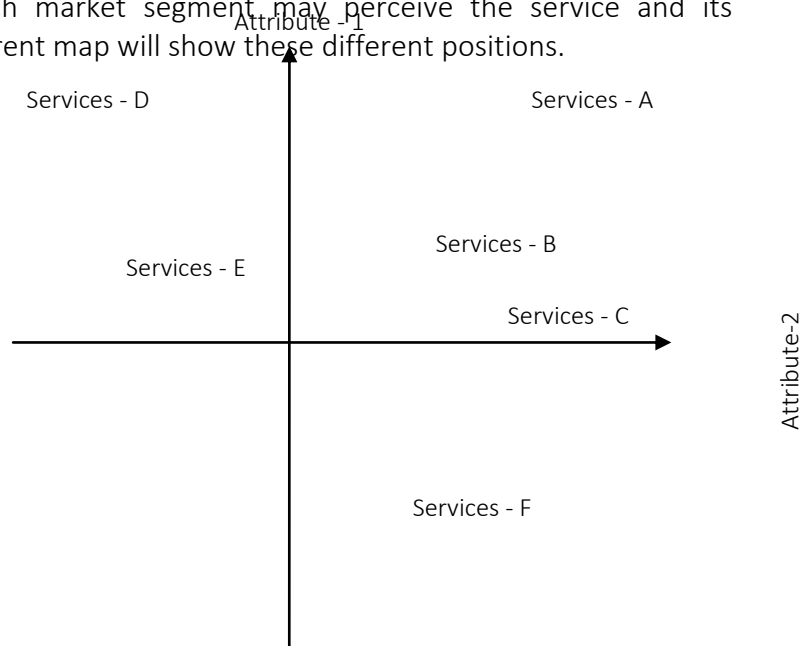 h market segment may perceive the service and its
Attribute - 1
rent map will show these different positions.
Services - D
Services - A
Services - B
Services - E
Services - C
Attribute-2
Services - F